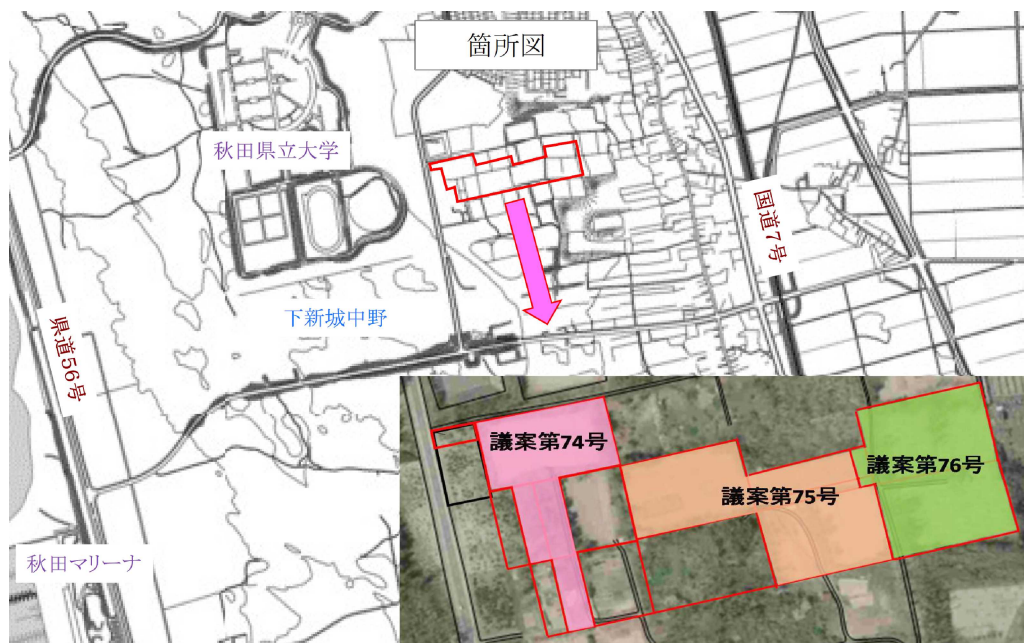 箇所図
秋田県立大学
国道7号
下新城中野
県道56号
議案第74号
議案第76号
議案第75号
秋田マリーナ